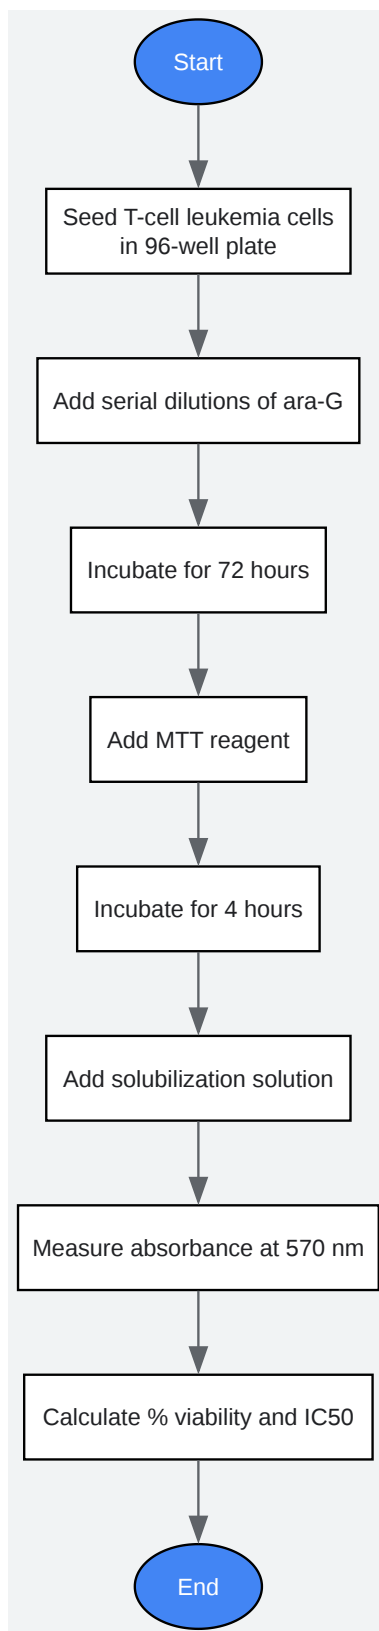 Start
Seed T-cell leukemia cells
in 96-well plate
Add serial dilutions of ara-G
Incubate for 72 hours
Add MTT reagent
Incubate for 4 hours
Add solubilization solution
Measure absorbance at 570 nm
Calculate % viability and IC50
End